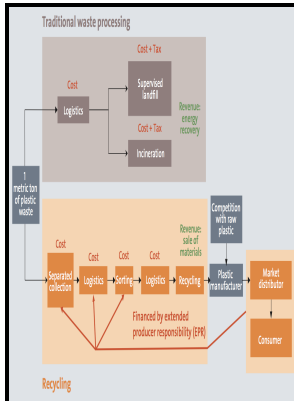 Traditional waste processing
Cost + Tax
Supervised
landfill
Cost
Logistics
Revenue:
energy
recovery
Cost + Tax
Incineration
1
metric ton
of plastic
waste
Competition
with raw
plastic
Revenue:
sale of
materials
Cost
Cost
Cost
Cost
Separated
collection
Logistics
Sorting
Logistics
Recycling
Plastic
manufacturer
Market
distributor
Financed by extended
producer responsibility (EPR)
Consumer
Recycling